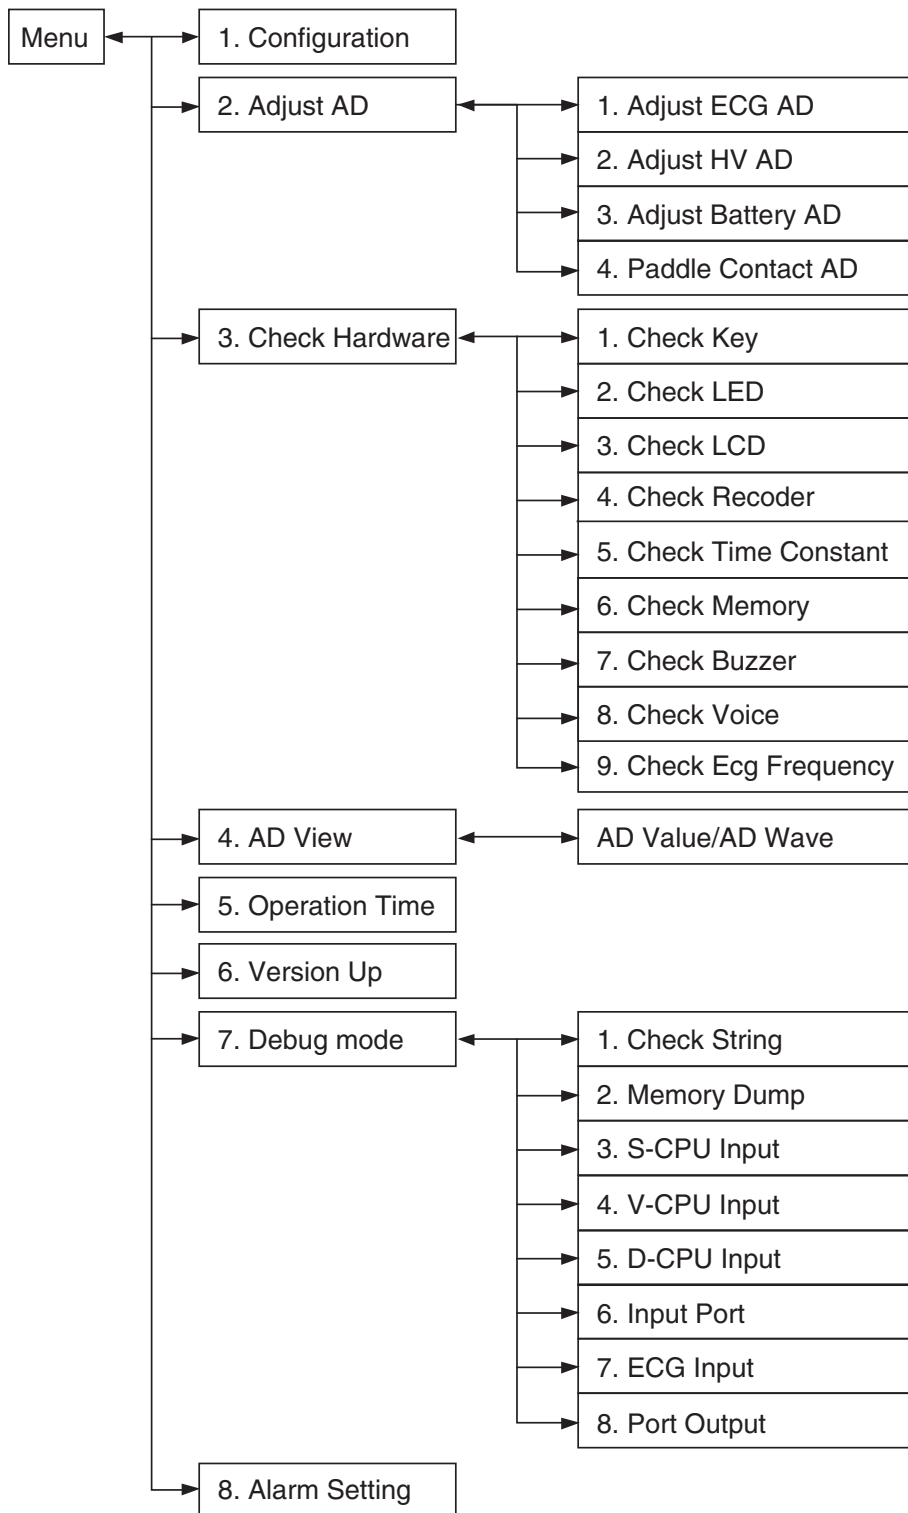 Menu
1. Configuration
2. Adjust AD
1. Adjust ECG AD
2. Adjust HV AD
3. Adjust Battery AD
4. Paddle Contact AD
3. Check Hardware
1. Check Key
2. Check LED
3. Check LCD
4. Check Recoder
5. Check Time Constant
6. Check Memory
7. Check Buzzer
8. Check Voice
9. Check Ecg Frequency
4. AD View
AD Value/AD Wave
5. Operation Time
6. Version Up
7. Debug mode
1. Check String
2. Memory Dump
3. S-CPU Input
4. V-CPU Input
5. D-CPU Input
6. Input Port
7. ECG Input
8. Port Output
8. Alarm Setting